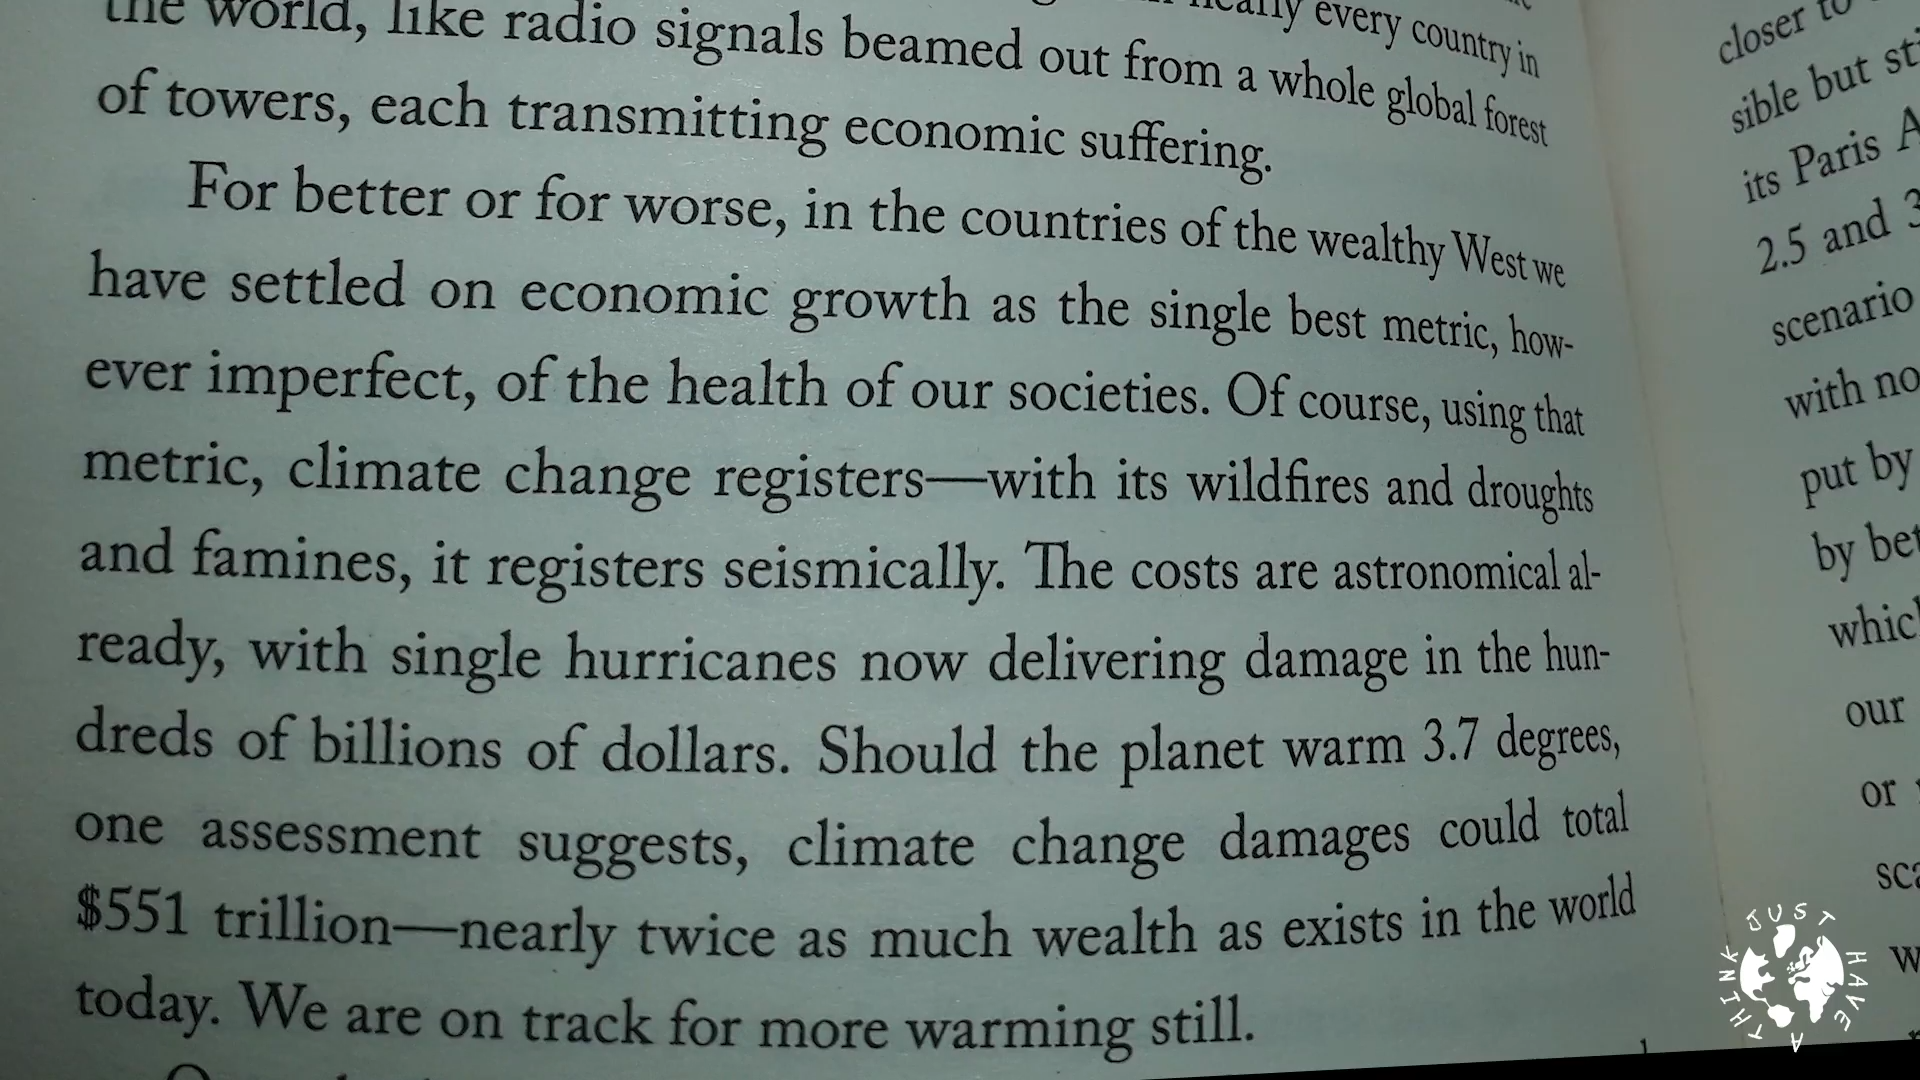 the world, like radio signals beamed out from a whole global forest
every country in
of towers, each transmitting economic suffering.
For better or for worse, in the countries of the wealthy West we
have settled on economic growth as the single best metric, how-
ever imperfect, of the health of our societies. Of course, using that
metric, climate change registers—with its wildfires and droughts
and famines, it registers seismically. The costs are astronomical al-
ready, with single hurricanes now delivering damage in the hun-
dreds of billions of dollars. Should the planet warm 3.7 degrees,
one assessment suggests, climate change damages could total
$551 trillion—nearly twice as much wealth as exists in the world
today. We are on track for more warming still.
closer to
sible but
its Paris
2.5 and
scenario
with no
put by
by
our
or
JUST HAVE A THINK